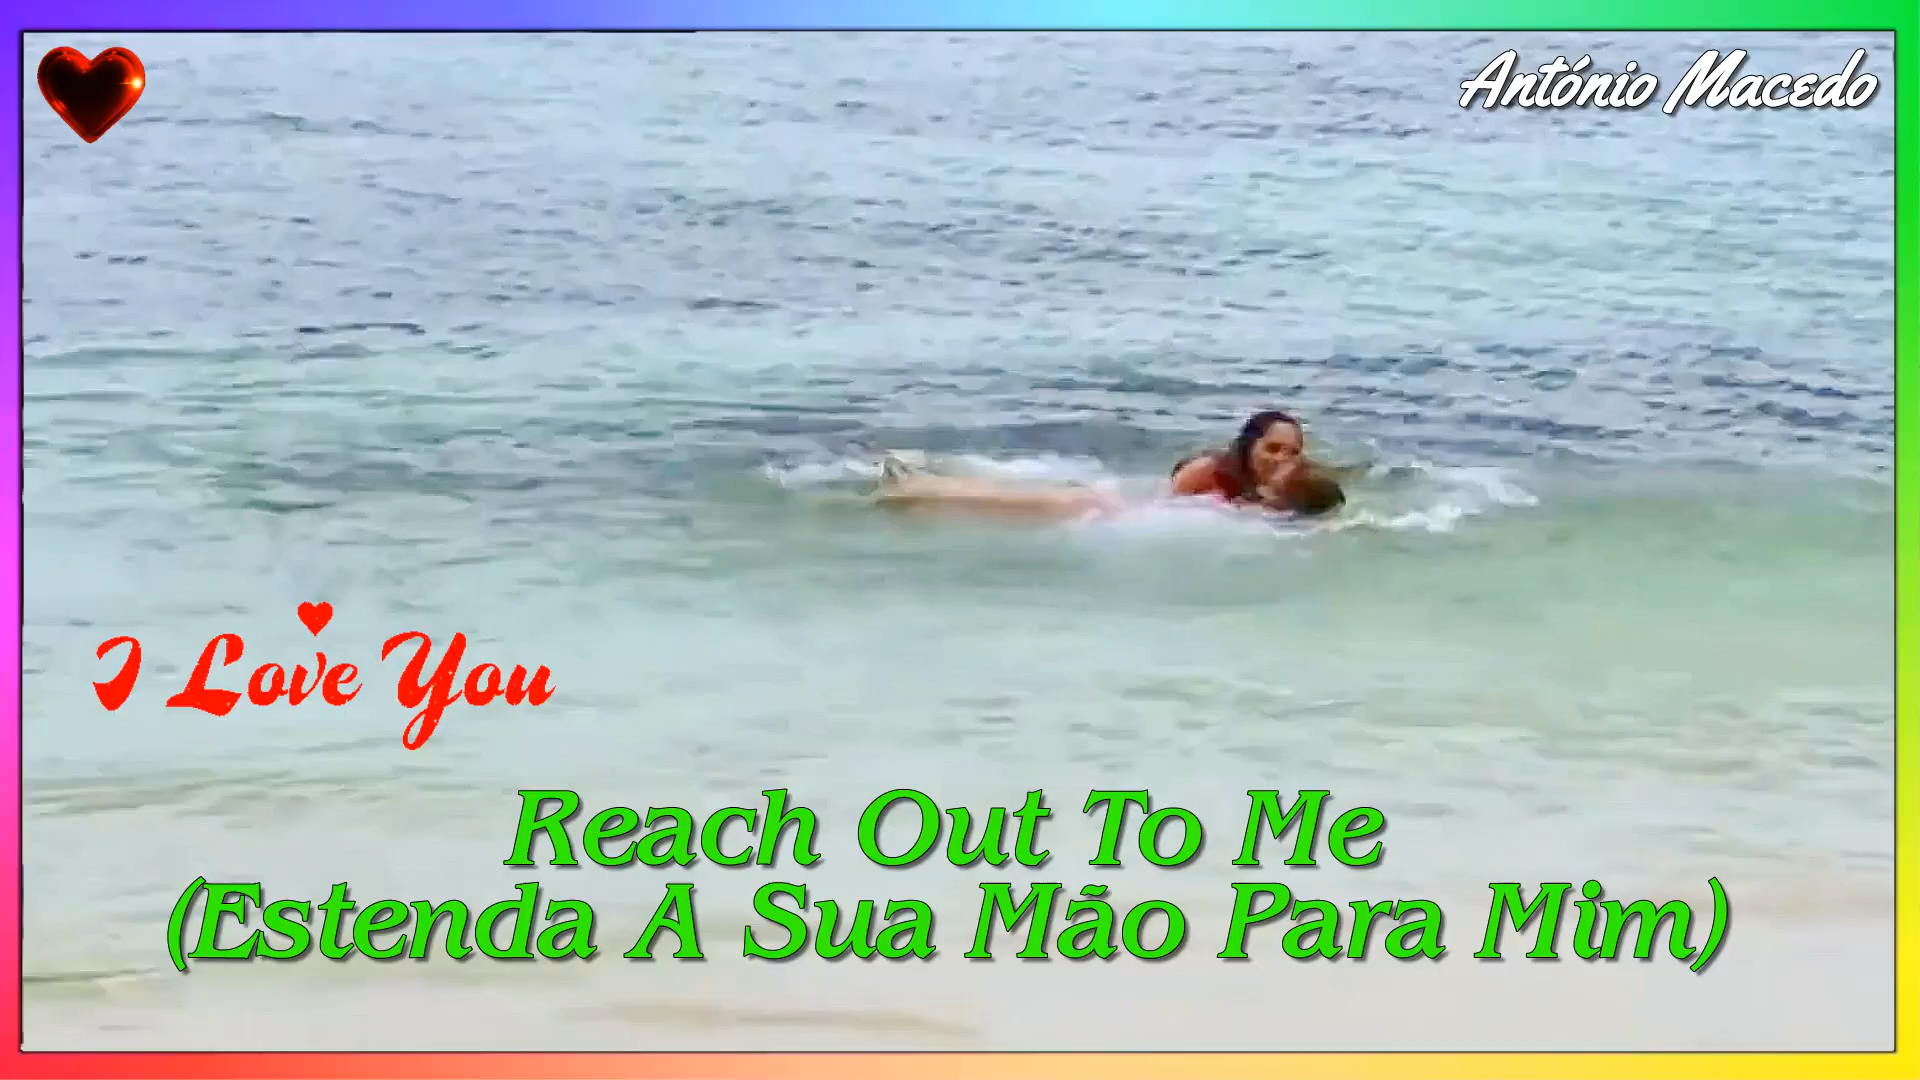 António Macedo
I Love You
Reach Out To Me
(Estenda A Sua Mão Para Mim)